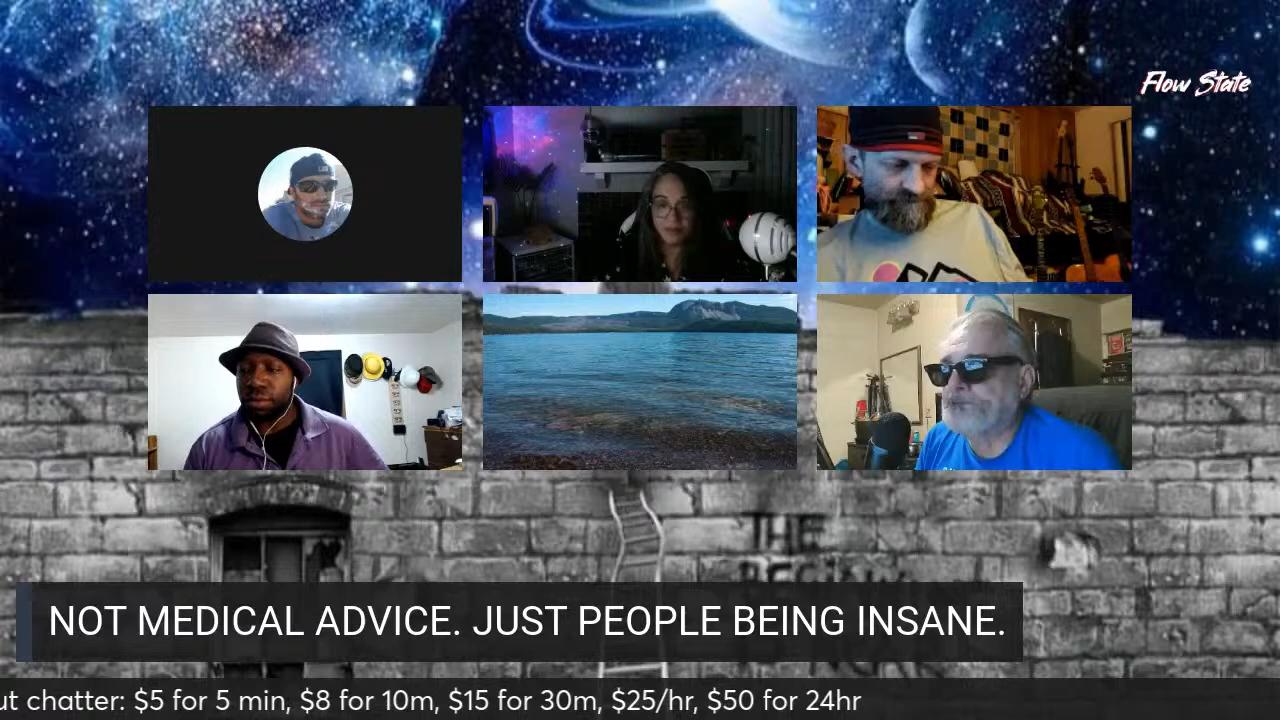 Flow State
THE
NOT MEDICAL ADVICE. JUST PEOPLE BEING INSANE.
ut chatter: $5 for 5 min, $8 for 10m, $15 for 30m, $25/hr, $50 for 24hr